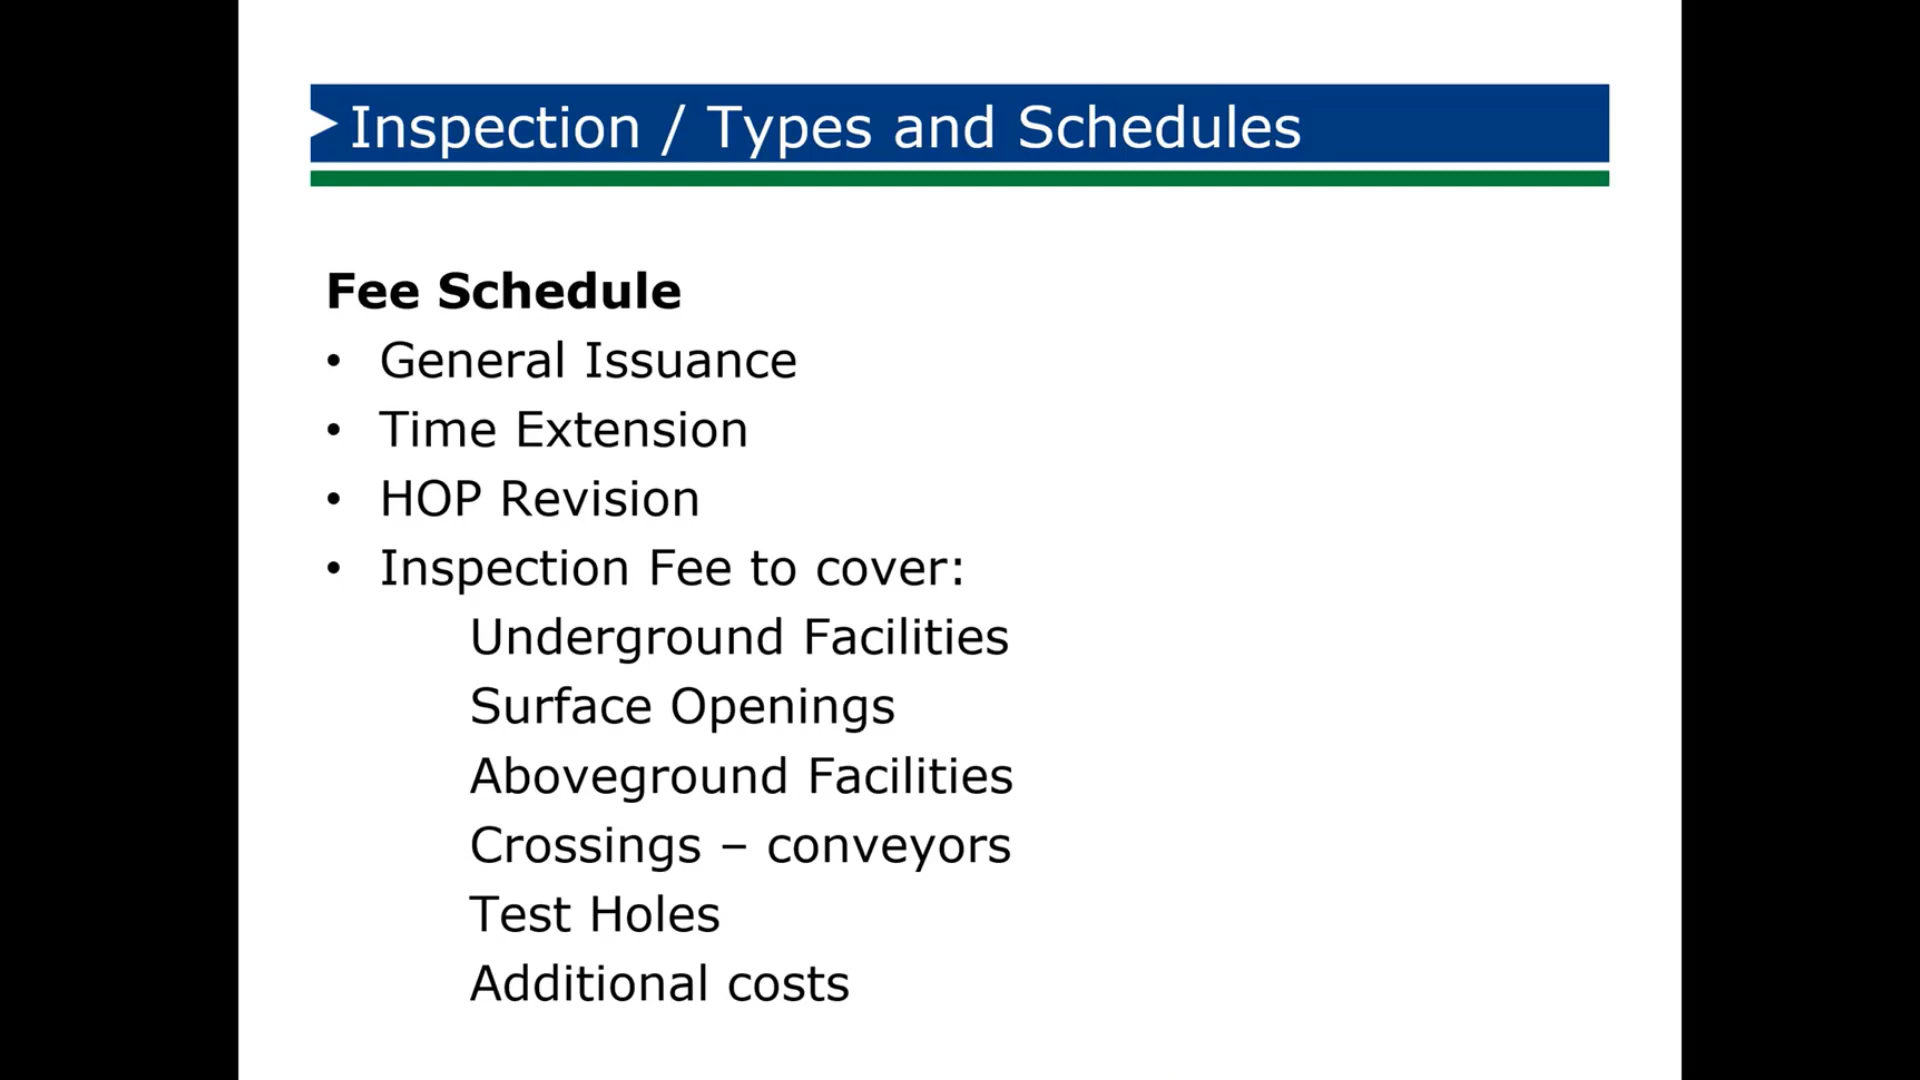 Inspection / Types and Schedules
Fee Schedule
• General Issuance
• Time Extension
• HOP Revision
• Inspection Fee to cover:
Underground Facilities
Surface Openings
Aboveground Facilities
Crossings – conveyors
Test Holes
Additional costs